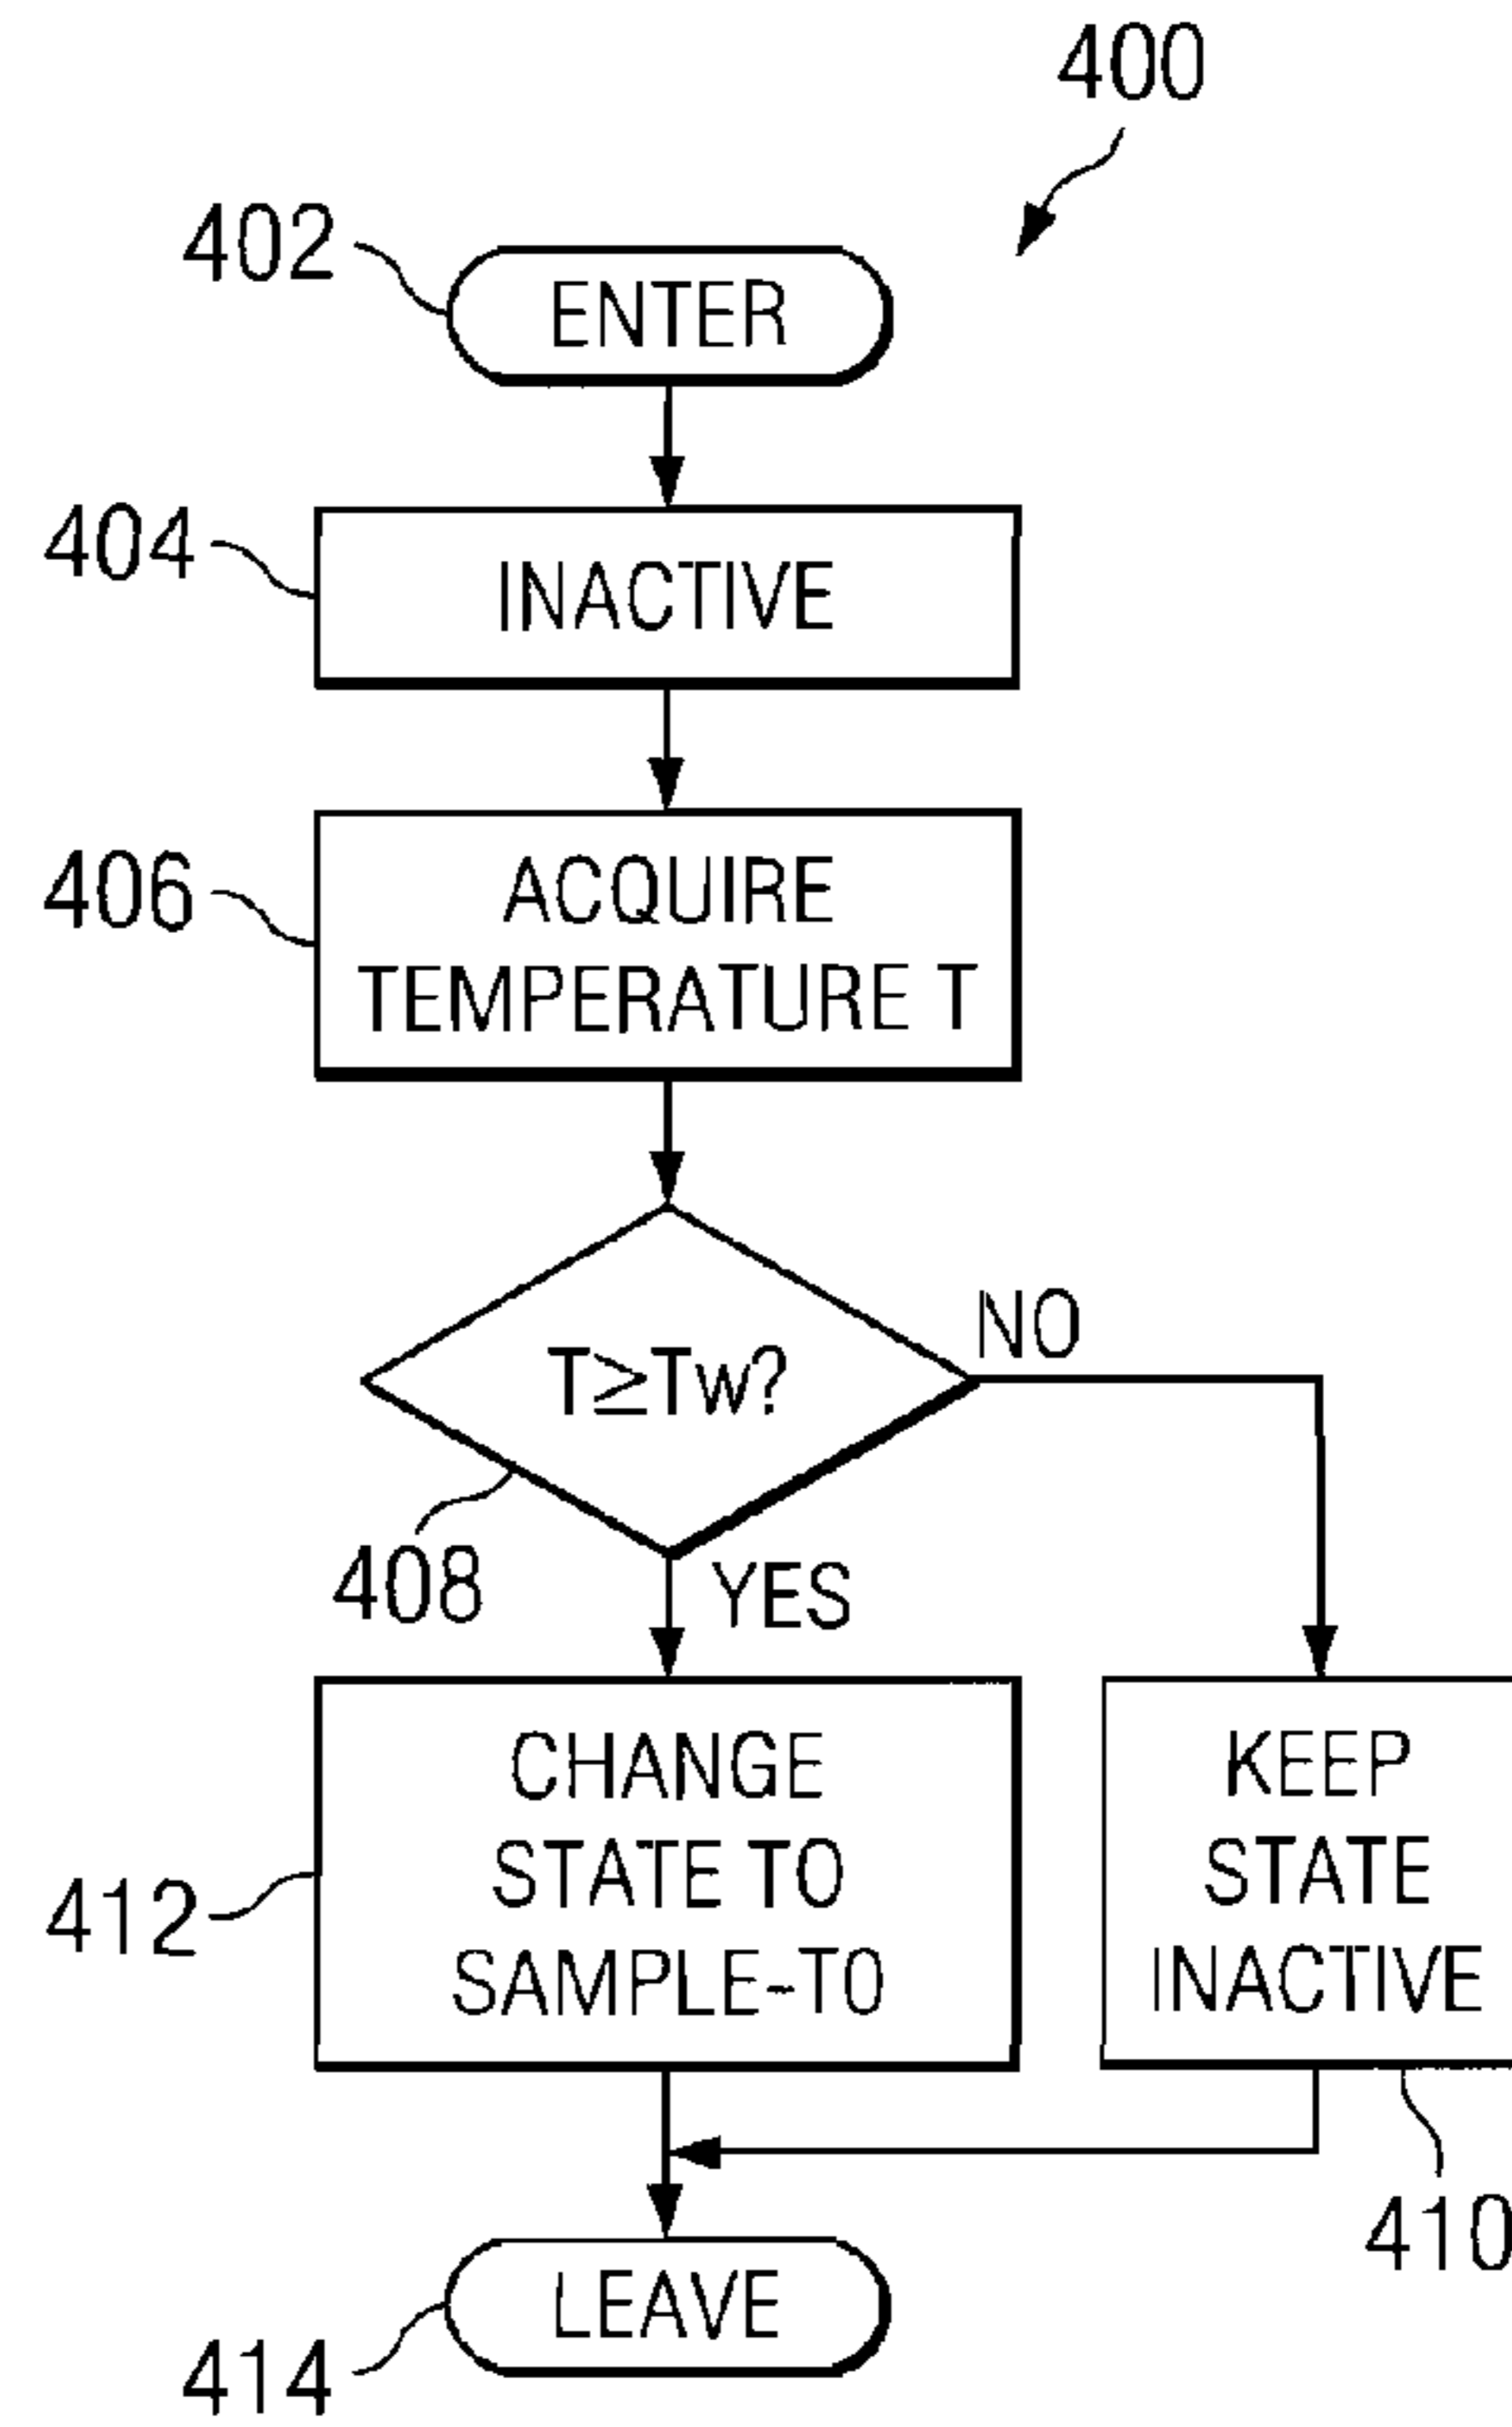 400
402
ENTER
404
INACTIVE
406
ACQUIRE
TEMPERATURE T
T≥Tw?
NO
408
YES
CHANGE
STATE TO
SAMPLE-TO
412
KEEP
STATE
INACTIVE
410
LEAVE
414